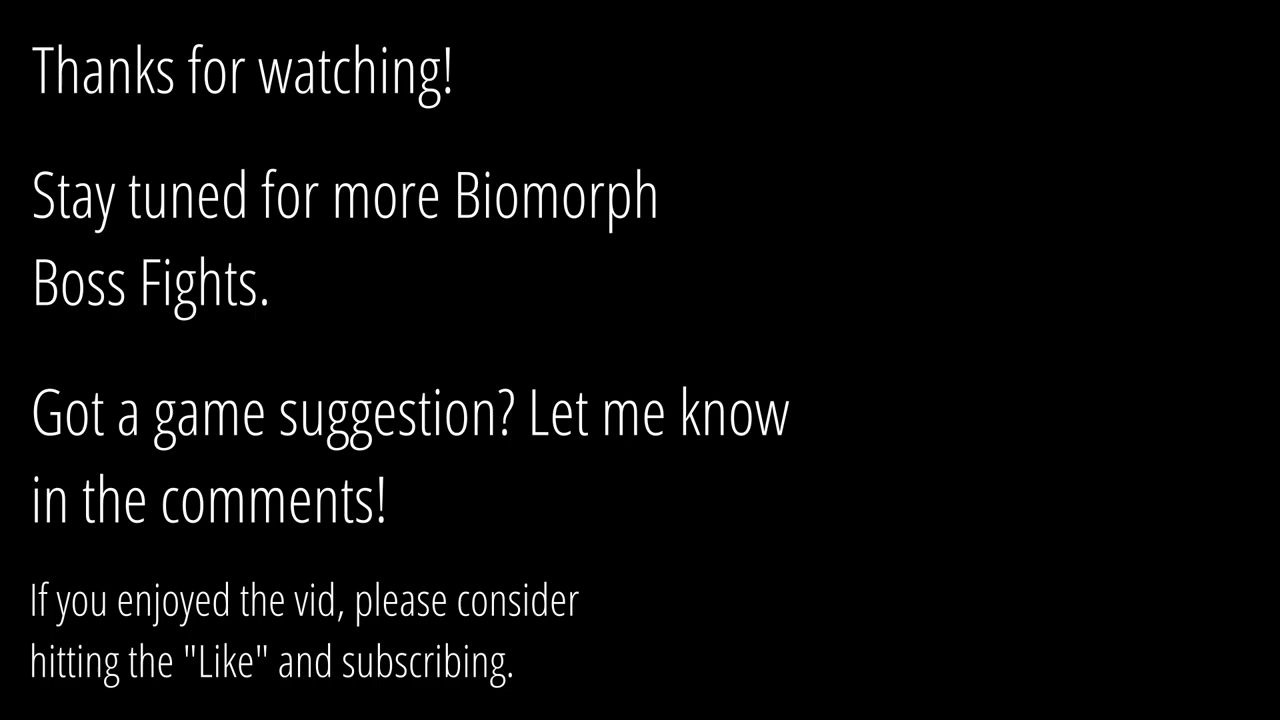 Thanks for watching!
Stay tuned for more Biomorph
Boss Fights.
Got a game suggestion? Let me know
in the comments!
If you enjoyed the vid, please consider
hitting the "Like" and subscribing.